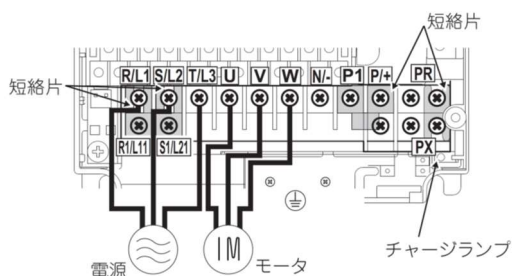 短絡片
短絡片
R/L1 S/L2 T/L3 U V W N/- P1 P/+ PR
R1/L11 S1/L21 PX
電源
IM モータ
チャージランプ